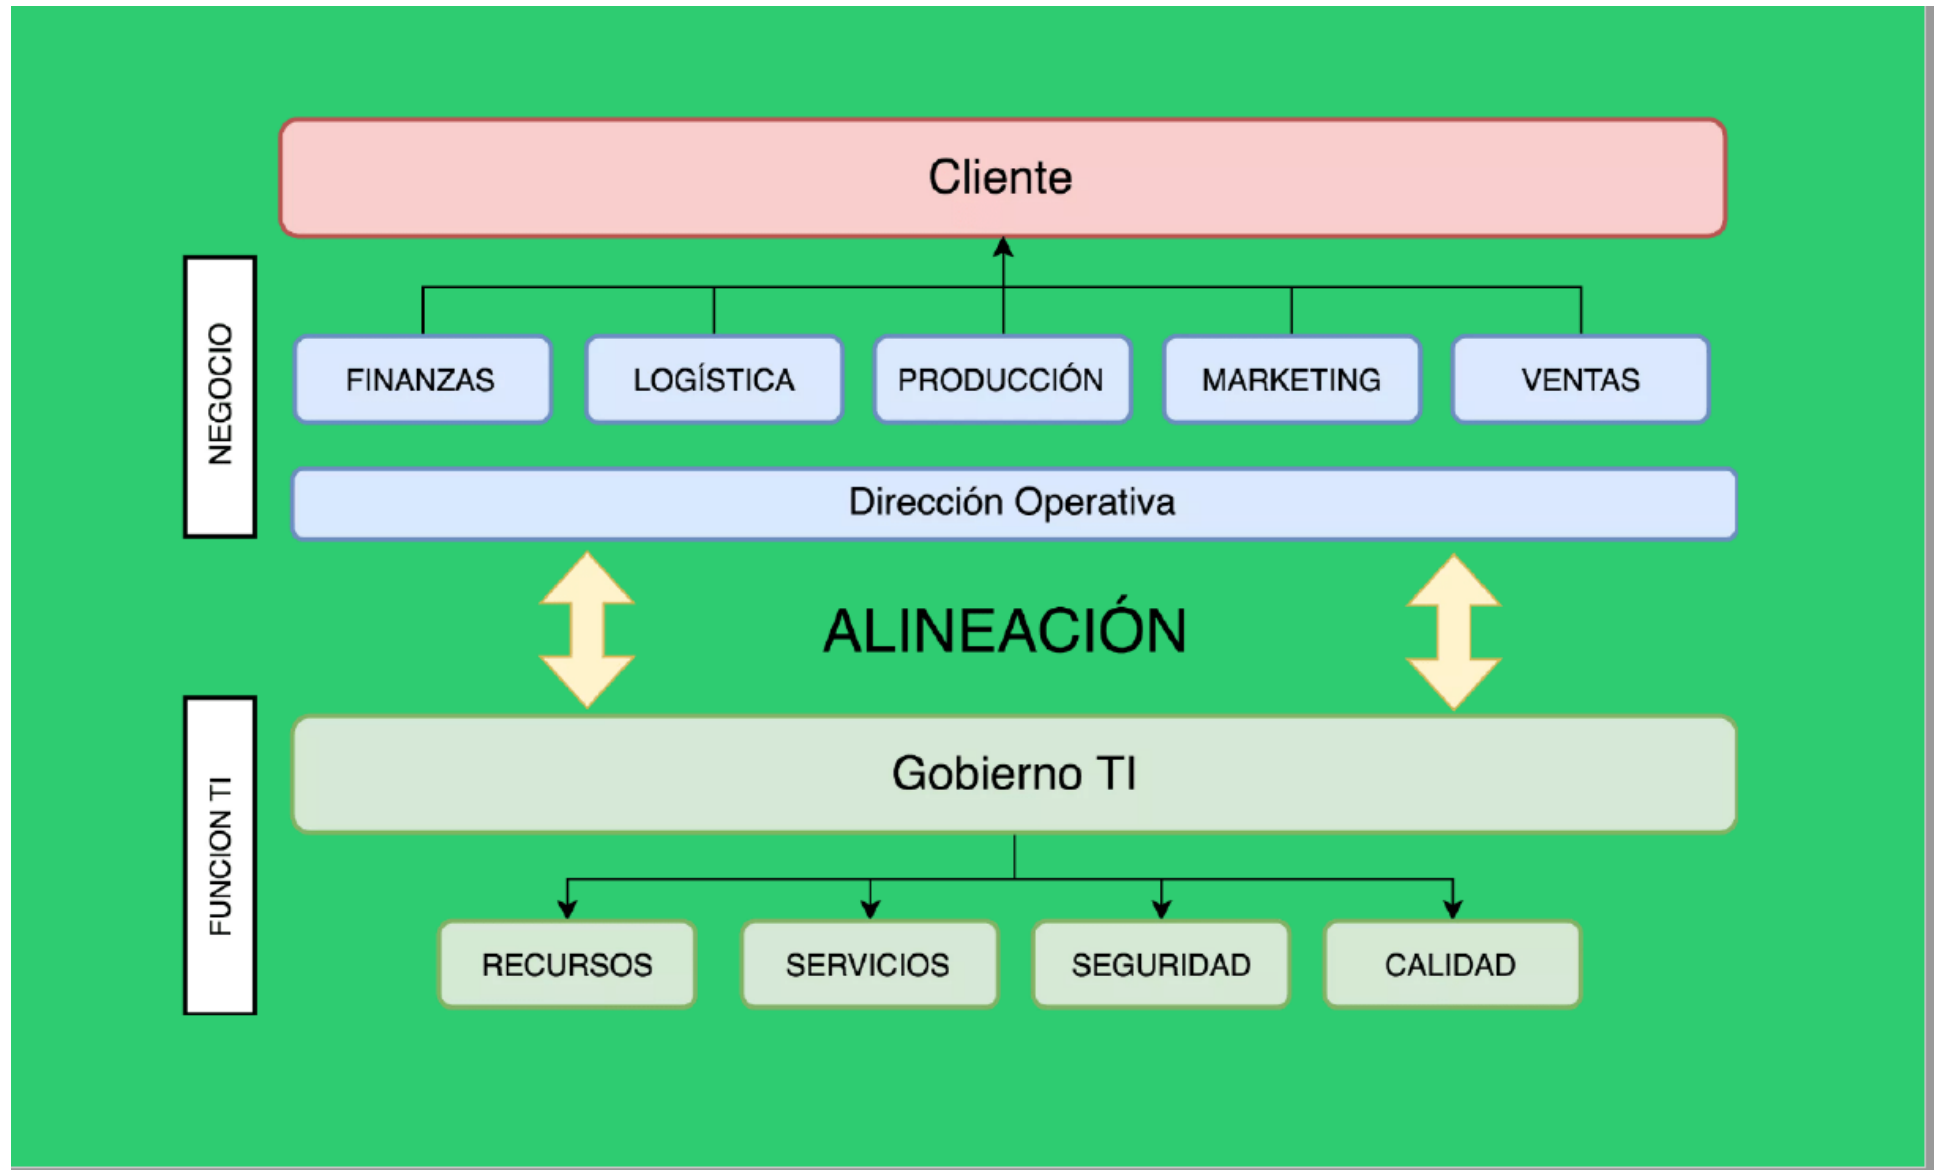 Cliente
NEGOCIO
FINANZAS
LOGÍSTICA
PRODUCCIÓN
MARKETING
VENTAS
Dirección Operativa
ALINEACIÓN
FUNCION TI
Gobierno TI
RECURSOS
SERVICIOS
SEGURIDAD
CALIDAD